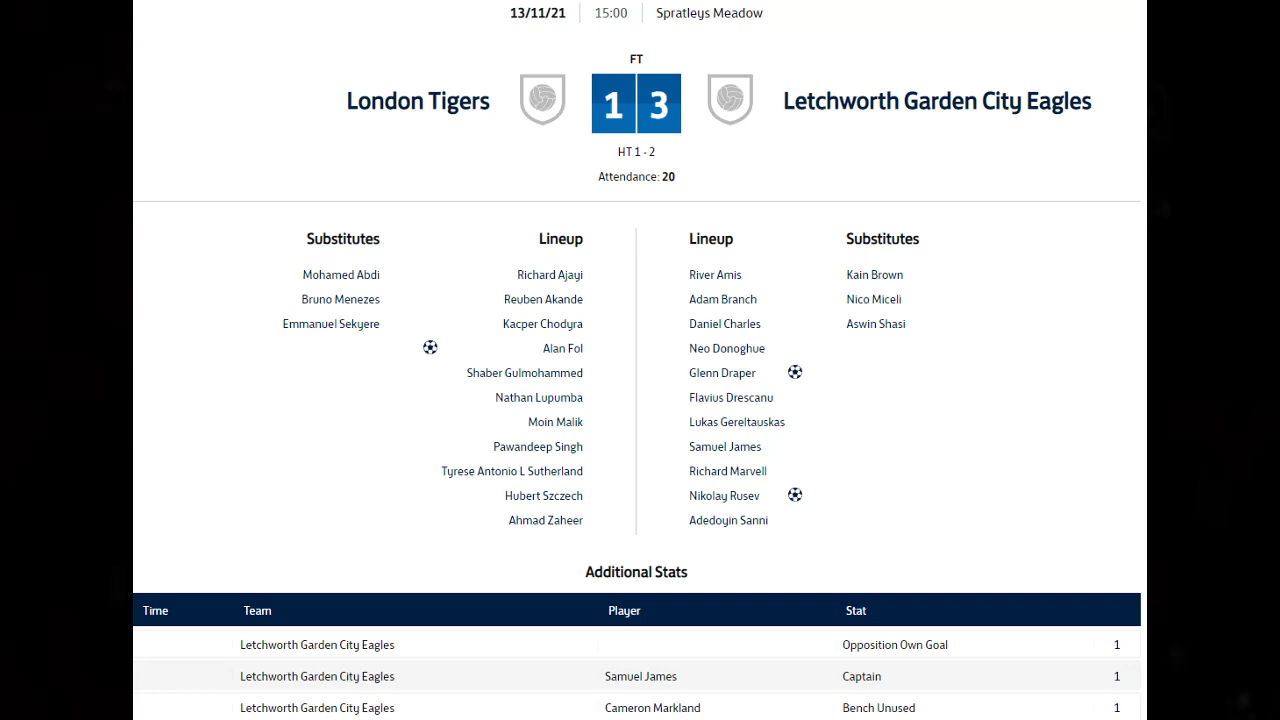 13/11/21 15:00 Spratleys Meadow
FT
London Tigers 1 3 Letchworth Garden City Eagles
HT 1 - 2
Attendance: 20
Substitutes Lineup Lineup Substitutes
Mohamed Abdi Richard Ajayi River Amis Kain Brown
Bruno Menezes Reuben Akande Adam Branch Nico Miceli
Emmanuel Sekyere Kacper Chodyra Daniel Charles Aswin Shasi
Alan Fol Neo Donoghue
Shaber Gulmohammed Glenn Draper
Nathan Lupumba Flavius Drescanu
Moin Malik Lukas Gereltauskas
Pawandeep Singh Samuel James
Tyrese Antonio L Sutherland Richard Marvell
Hubert Szczech Nikolay Rusev
Ahmad Zaheer Adedoyin Sanni
Additional Stats
Time Team Player Stat
Letchworth Garden City Eagles Opposition Own Goal 1
Letchworth Garden City Eagles Samuel James Captain 1
Letchworth Garden City Eagles Cameron Markland Bench Unused 1